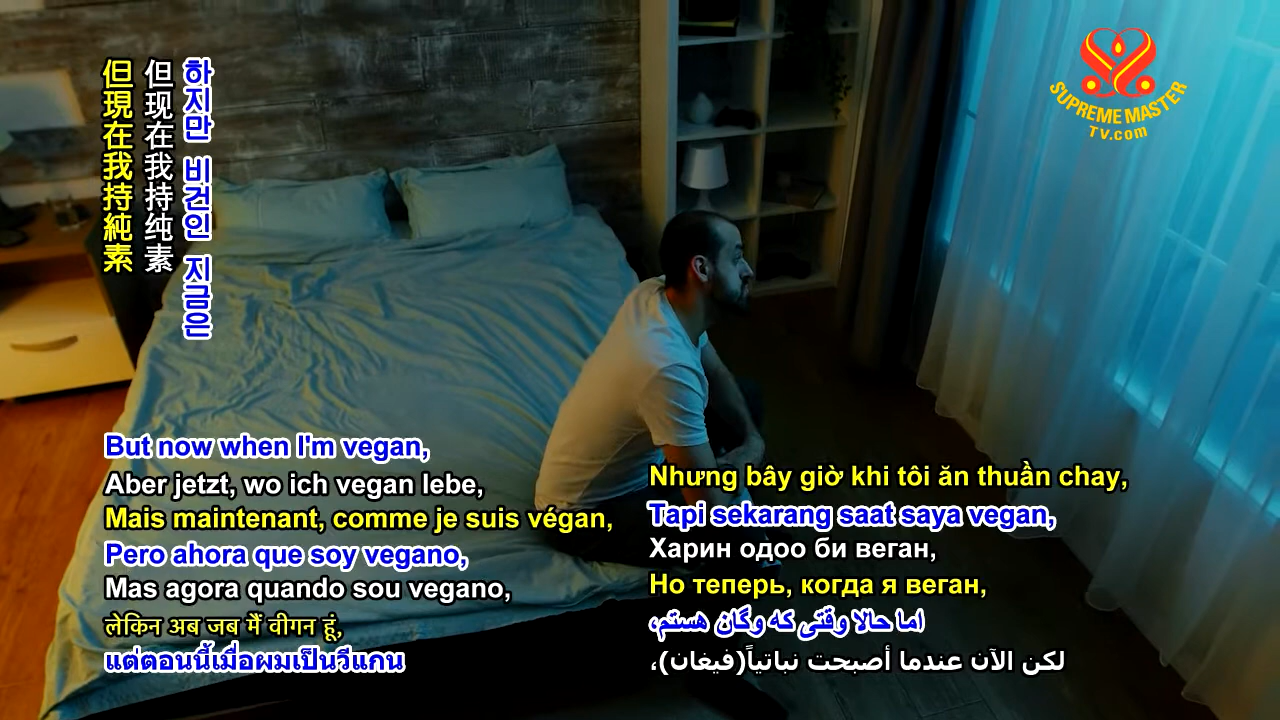 하지만 비건인 지금은
但现在我持纯素
但現在我持純素
SUPREME MASTER
TV.com
But now when I'm vegan,
Aber jetzt, wo ich vegan lebe,
Mais maintenant, comme je suis végan,
Pero ahora que soy vegano,
Mas agora quando sou vegano,
लेकिन अब जब मैं वीगन हूं,
แต่ตอนนี้เมื่อผมเป็นวีแกน
Nhưng bây giờ khi tôi ăn thuần chay,
Tapi sekarang saat saya vegan,
Харин одоо би веган,
Но теперь, когда я веган,
اما حالا وقتی که وگان هستم،
لكن الآن عندما أصبحت نباتياً(فيغان)،